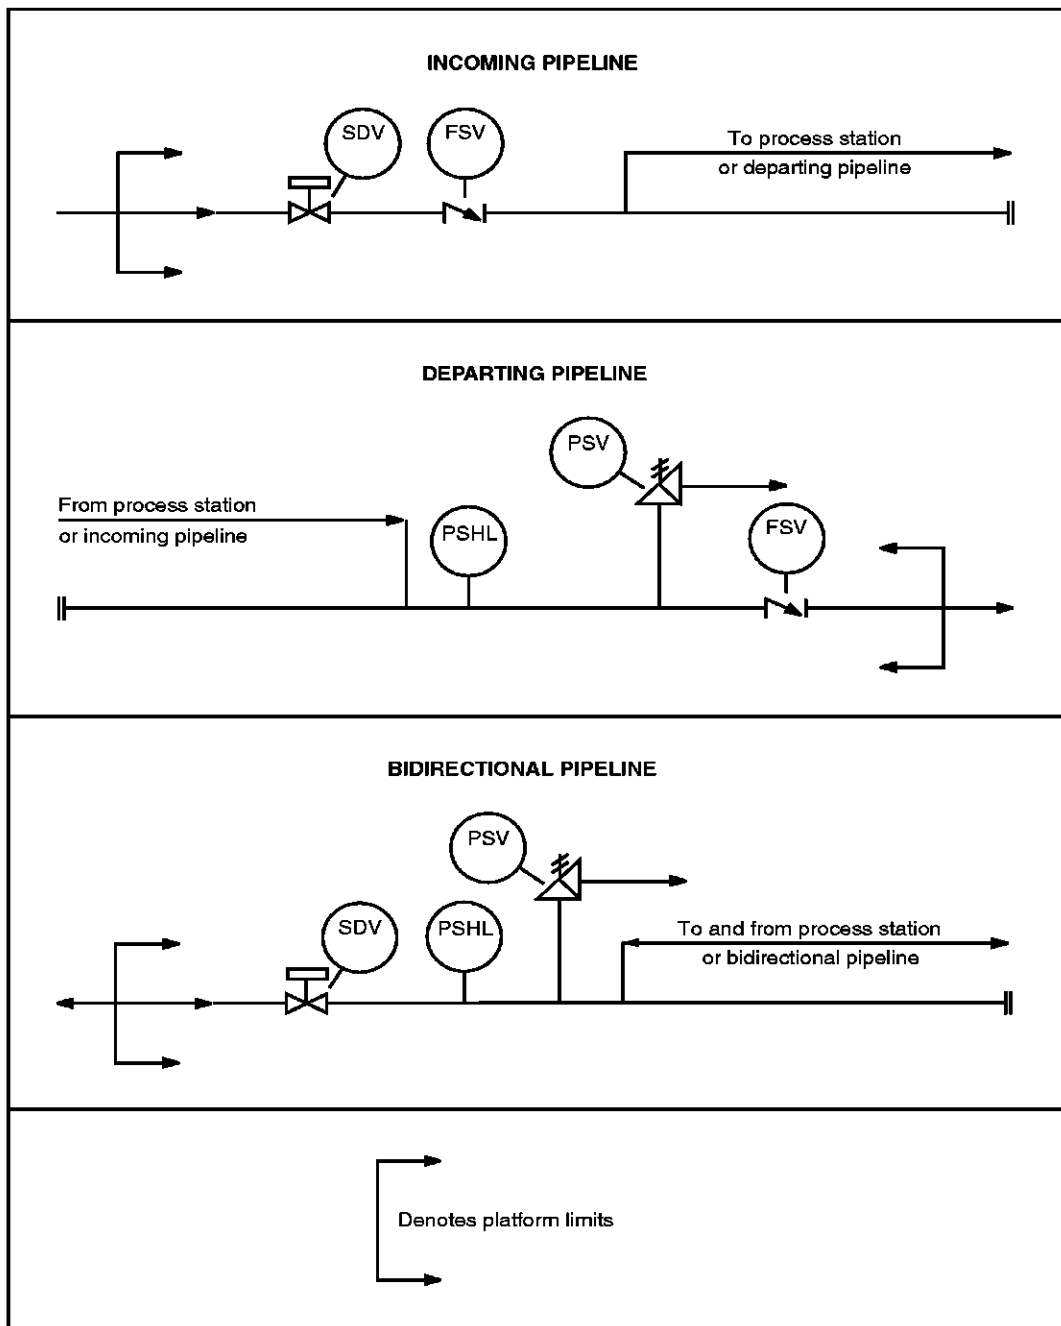 INCOMING PIPELINE
SDV
FSV
To process station
or departing pipeline
DEPARTING PIPELINE
PSV
From process station
or incoming pipeline
PSHL
FSV
BIDIRECTIONAL PIPELINE
PSV
SDV
PSHL
To and from process station
or bidirectional pipeline
Denotes platform limits